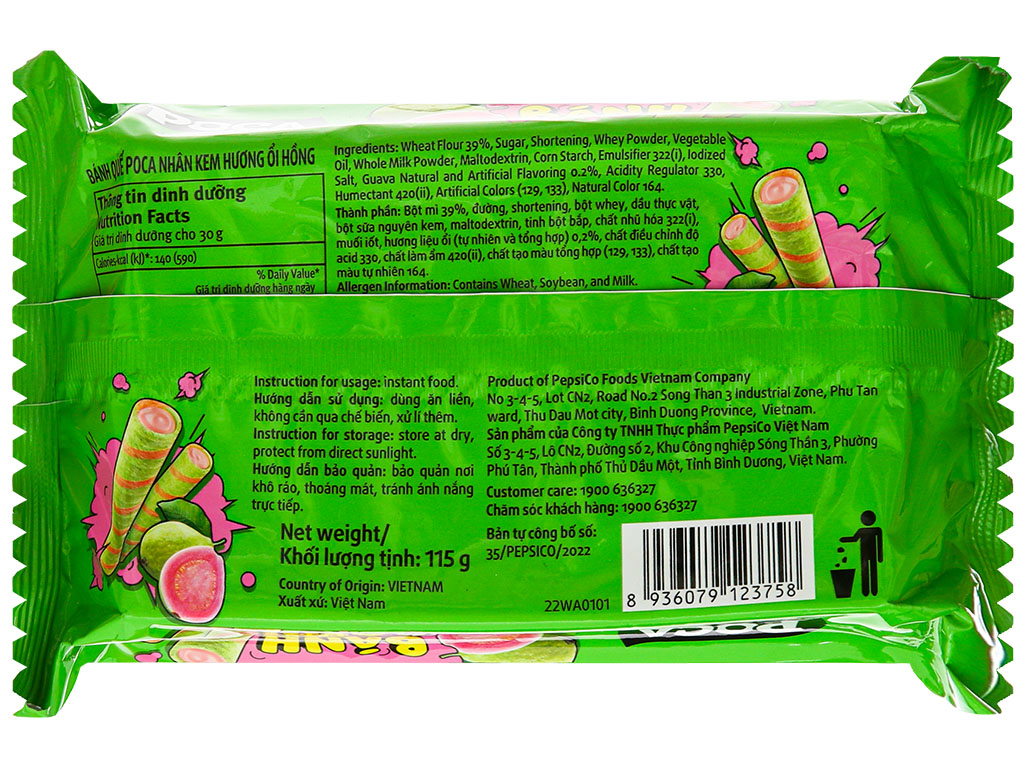 BÁNH QUẾ POCA NHÂN KEM HƯƠNG ỔI HỒNG
Thông tin dinh dưỡng
Nutrition Facts
Giá trị dinh dưỡng cho 30 g
Calories-kcal (kJ)*: 140 (590)
% Daily Value*
Giá trị dinh dưỡng hàng ngày
Ingredients: Wheat Flour 39%, Sugar, Shortening, Whey Powder, Vegetable
Oil, Whole Milk Powder, Maltodextrin, Corn Starch, Emulsifier 322(i), Iodized
Salt, Guava Natural and Artificial Flavoring 0.2%, Acidity Regulator 330,
Humectant 420(ii), Artificial Colors (129, 133), Natural Color 164.
Thành phần: Bột mì 39%, đường, shortening, bột whey, dầu thực vật,
bột sữa nguyên kem, maltodextrin, tinh bột bắp, chất nhũ hóa 322(i),
muối iốt, hương liệu ổi (tự nhiên và tổng hợp) 0,2%, chất điều chỉnh độ
acid 330, chất làm ẩm 420(ii), chất tạo màu tổng hợp (129, 133), chất tạo
màu tự nhiên 164.
Allergen Information: Contains Wheat, Soybean, and Milk.
Instruction for usage: instant food.
Hướng dẫn sử dụng: dùng ăn liền,
không cần qua chế biến, xử lí thêm.
Instruction for storage: store at dry,
protect from direct sunlight.
Hướng dẫn bảo quản: bảo quản nơi
khô ráo, thoáng mát, tránh ánh nắng
trực tiếp.
Net weight/
Khối lượng tịnh: 115 g
Country of Origin: VIETNAM
Xuất xứ: Việt Nam
Product of PepsiCo Foods Vietnam Company
No 3-4-5, Lot CN2, Road No.2 Song Than 3 Industrial Zone, Phu Tan
ward, Thu Dau Mot city, Binh Duong Province, Vietnam.
Sản phẩm của Công ty TNHH Thực phẩm PepsiCo Việt Nam
Số 3-4-5, Lô CN2, Đường số 2, Khu Công nghiệp Sóng Thần 3, Phường
Phú Tân, Thành phố Thủ Dầu Một, Tỉnh Bình Dương, Việt Nam.
Customer care: 1900 636327
Chăm sóc khách hàng: 1900 636327
Bản tự công bố số:
35/PEPSICO/2022
22WA0101
8 936079 123758
BÁNH
POCA